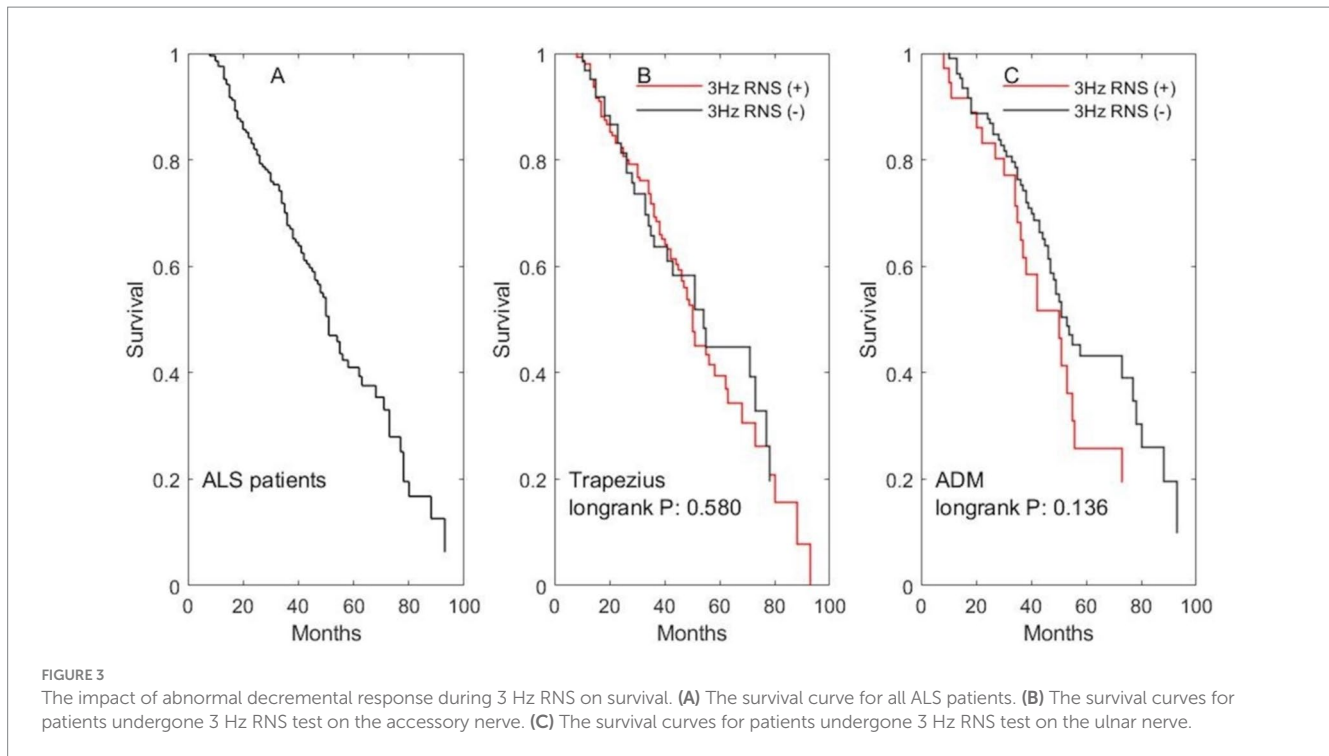 A
1
0.8
0.6
0.4
0.2
0
Survival
ALS patients
0 20 40 60 80 100
Months
B
3Hz RNS (+)
3Hz RNS (-)
1
0.8
0.6
0.4
0.2
0
Survival
Trapezius
longrank P: 0.580
0 20 40 60 80 100
Months
C
3Hz RNS (+)
3Hz RNS (-)
1
0.8
0.6
0.4
0.2
0
Survival
ADM
longrank P: 0.136
0 20 40 60 80 100
Months
FIGURE 3
The impact of abnormal decremental response during 3 Hz RNS on survival. (A) The survival curve for all ALS patients. (B) The survival curves for
patients undergone 3 Hz RNS test on the accessory nerve. (C) The survival curves for patients undergone 3 Hz RNS test on the ulnar nerve.